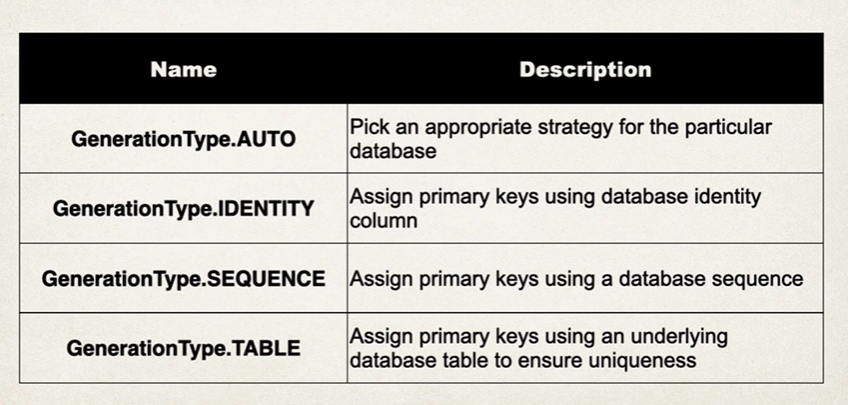 Name
Description
GenerationType.AUTO
Pick an appropriate strategy for the particular
database
GenerationType.IDENTITY
Assign primary keys using database identity
column
GenerationType.SEQUENCE
Assign primary keys using a database sequence
GenerationType.TABLE
Assign primary keys using an underlying
database table to ensure uniqueness